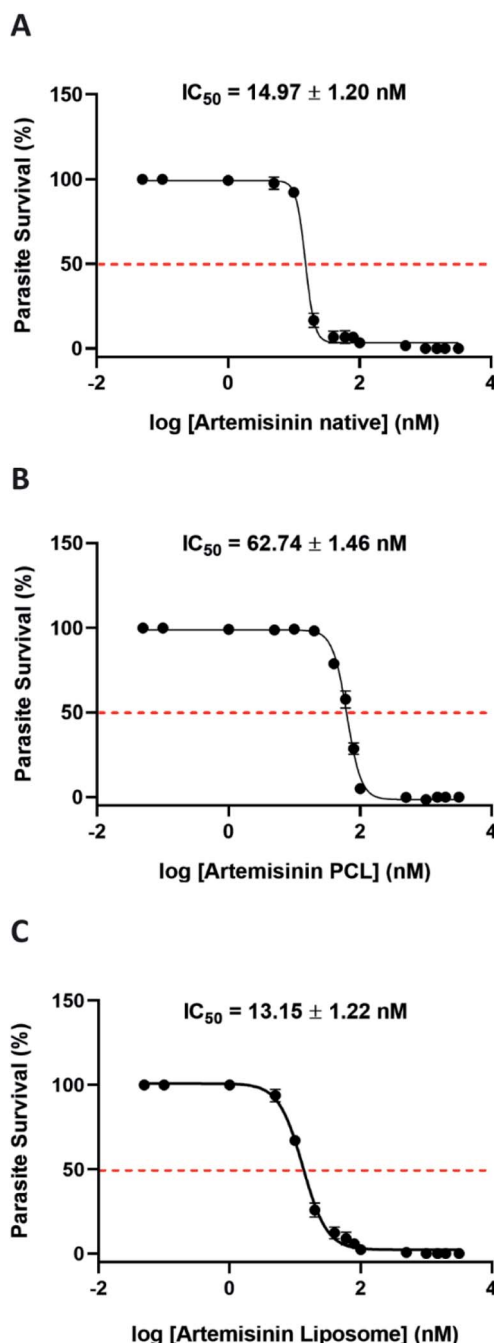 A
IC50 = 14.97 ± 1.20 nM
150
100
50
0
-2
0
2
4
Parasite Survival (%)
log [Artemisinin native] (nM)
B
IC50 = 62.74 ± 1.46 nM
150
100
50
0
-2
0
2
4
Parasite Survival (%)
log [Artemisinin PCL] (nM)
C
IC50 = 13.15 ± 1.22 nM
150
100
50
0
-2
0
2
4
Parasite Survival (%)
log [Artemisinin Liposome] (nM)